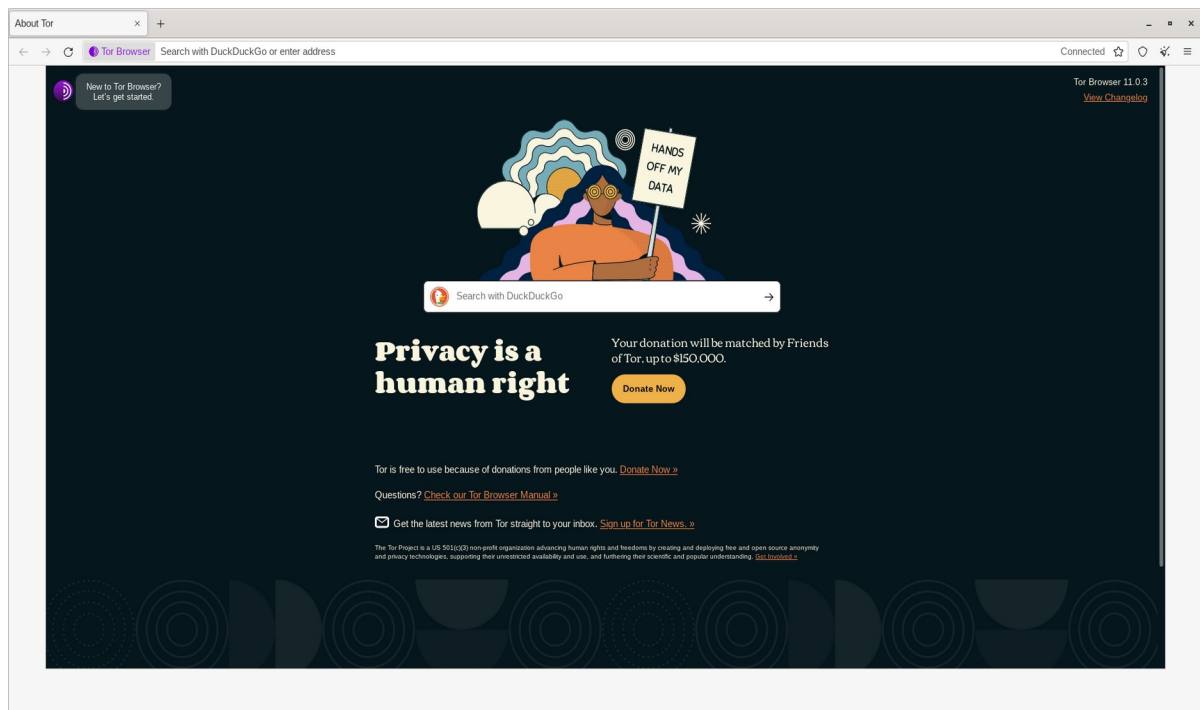 About Tor
Tor Browser
Search with DuckDuckGo or enter address
Connected
New to Tor Browser?
Let's get started.
Tor Browser 11.0.3
View Changelog
HANDS
OFF MY
DATA
Search with DuckDuckGo
Privacy is a
human right
Your donation will be matched by Friends
of Tor, up to $150,000.
Donate Now
Tor is free to use because of donations from people like you. Donate Now »
Questions? Check our Tor Browser Manual »
Get the latest news from Tor straight to your inbox. Sign up for Tor News. »
The Tor Project is a US 501(c)(3) non-profit organization advancing human rights and freedoms by creating and deploying free and open source anonymity
and privacy technologies, supporting their unrestricted availability and use, and furthering their scientific and popular understanding. Get Involved »